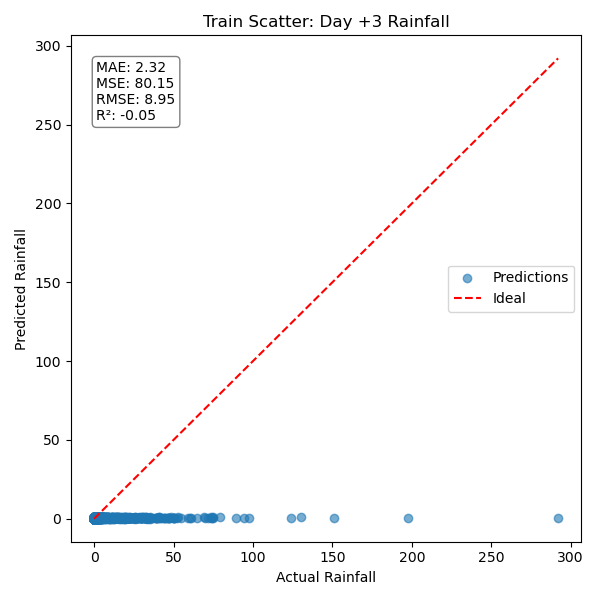 Train Scatter: Day +3 Rainfall
MAE: 2.32
MSE: 80.15
RMSE: 8.95
R²: -0.05
300
250
200
150
100
50
0
Predicted Rainfall
Predictions
Ideal
0
50
100
150
200
250
300
Actual Rainfall